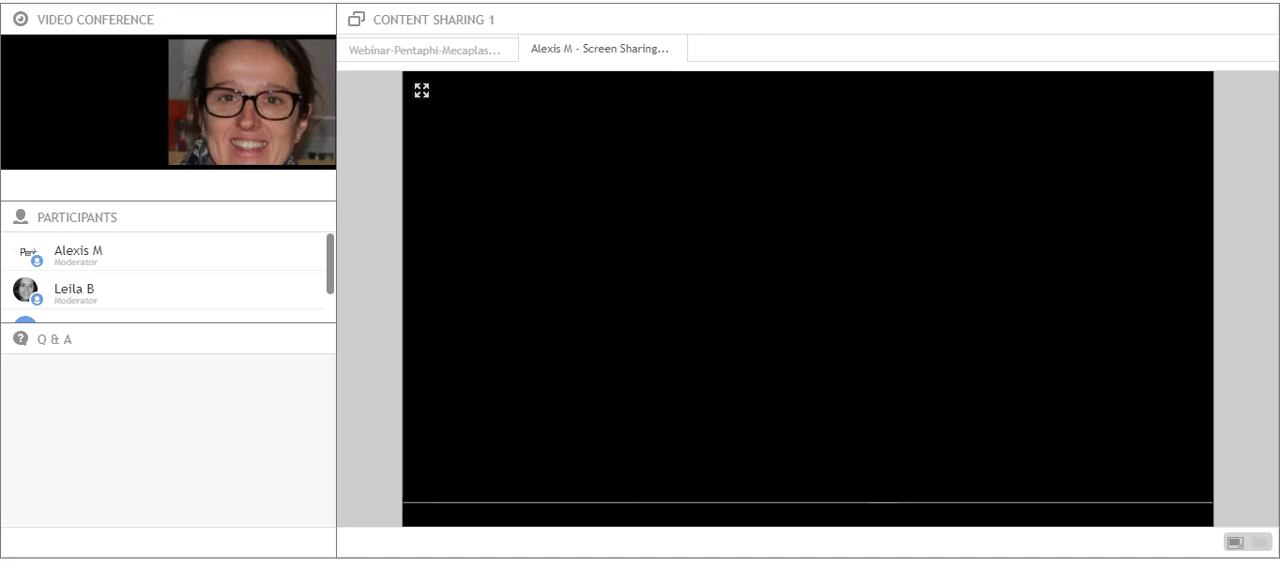 VIDEO CONFERENCE
CONTENT SHARING 1
Webinar-Pentaphi-Mecaplas...
Alexis M - Screen Sharing...
PARTICIPANTS
Alexis M
Moderator
Leila B
Moderator
Q & A